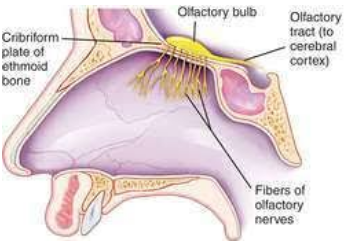 Olfactory bulb
Cribriform
plate of
ethmoid
bone
Olfactory
tract (to
cerebral
cortex)
Fibers of
olfactory
nerves